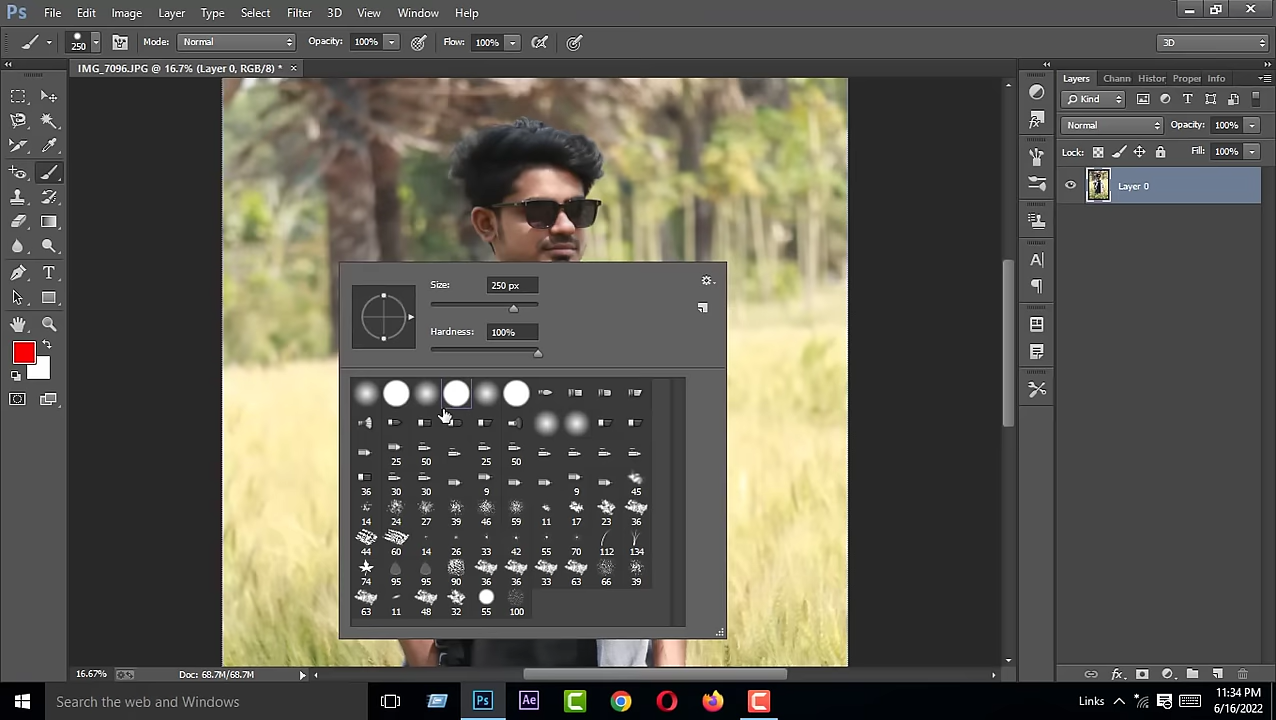 Ps File Edit Image Layer Type Select Filter 3D View Window Help
250 Mode: Normal Opacity: 100% Flow: 100% 3D
IMG_7096.JPG @ 16.7% (Layer 0, RGB/8) *
Layers Chann Histor Proper Info
Kind
Normal Opacity: 100%
Lock: Fill: 100%
Layer 0
Size: 250 px
Hardness: 100%
25 50 25 50
36 30 30 9 9 45
14 24 27 39 46 59 11 17 23 36
44 60 14 26 33 42 55 70 112 134
74 95 95 90 36 36 33 63 66 39
63 11 48 32 55 100
16.67% Doc: 68.7M/68.7M
Search the web and Windows Ps Ae Links 11:34 PM
6/16/2022